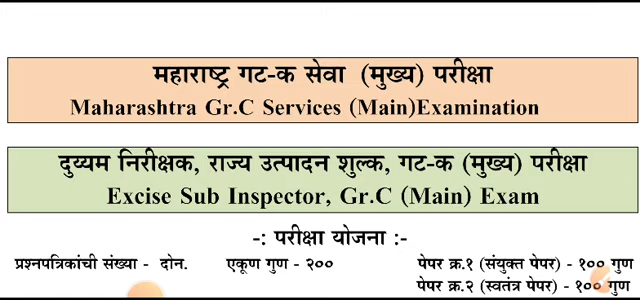 महाराष्ट्र गट-क सेवा (मुख्य) परीक्षा
Maharashtra Gr.C Services (Main)Examination
दुय्यम निरीक्षक, राज्य उत्पादन शुल्क, गट-क (मुख्य) परीक्षा
Excise Sub Inspector, Gr.C (Main) Exam
-: परीक्षा योजना :-
प्रश्नपत्रिकांची संख्या - दोन. एकूण गुण - २०० पेपर क्र.१ (संयुक्त पेपर) - १०० गुण
पेपर क्र.२ (स्वतंत्र पेपर) - १०० गुण